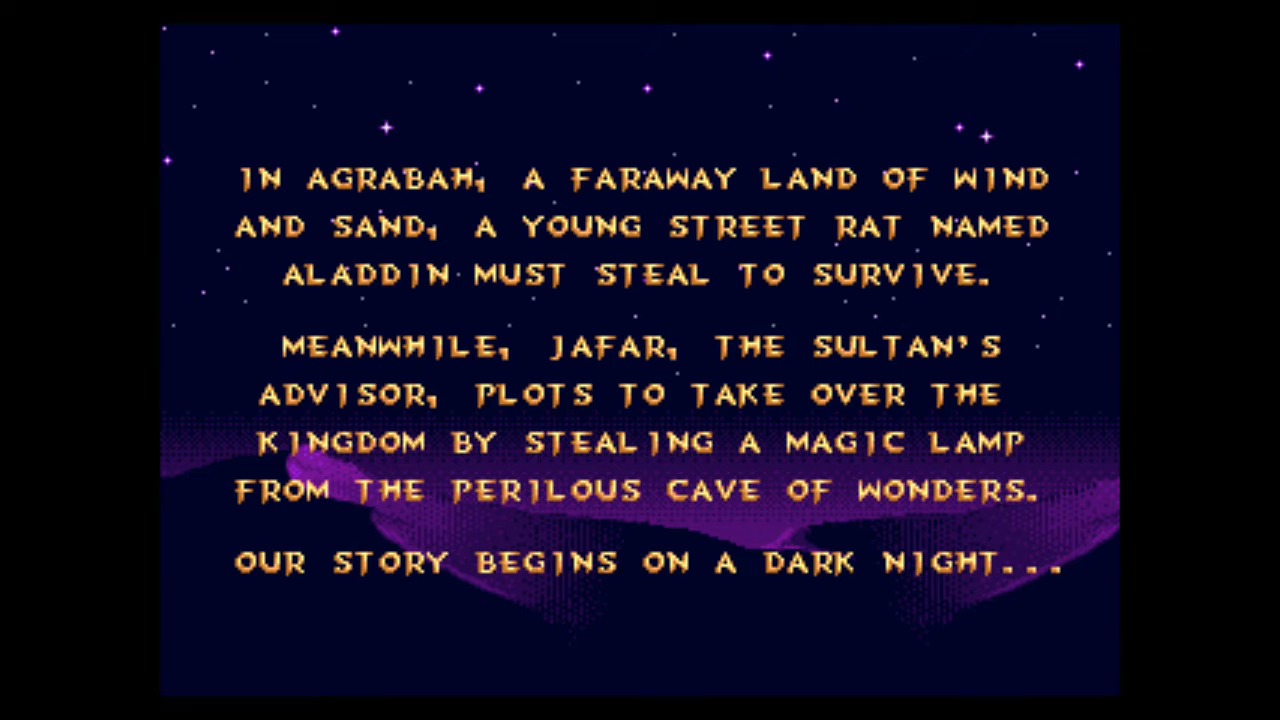 IN AGRABAH, A FARAWAY LAND OF WIND
AND SAND, A YOUNG STREET RAT NAMED
ALADDIN MUST STEAL TO SURVIVE.
MEANWHILE, JAFAR, THE SULTAN'S
ADVISOR, PLOTS TO TAKE OVER THE
KINGDOM BY STEALING A MAGIC LAMP
FROM THE PERILOUS CAVE OF WONDERS.
OUR STORY BEGINS ON A DARK NIGHT...